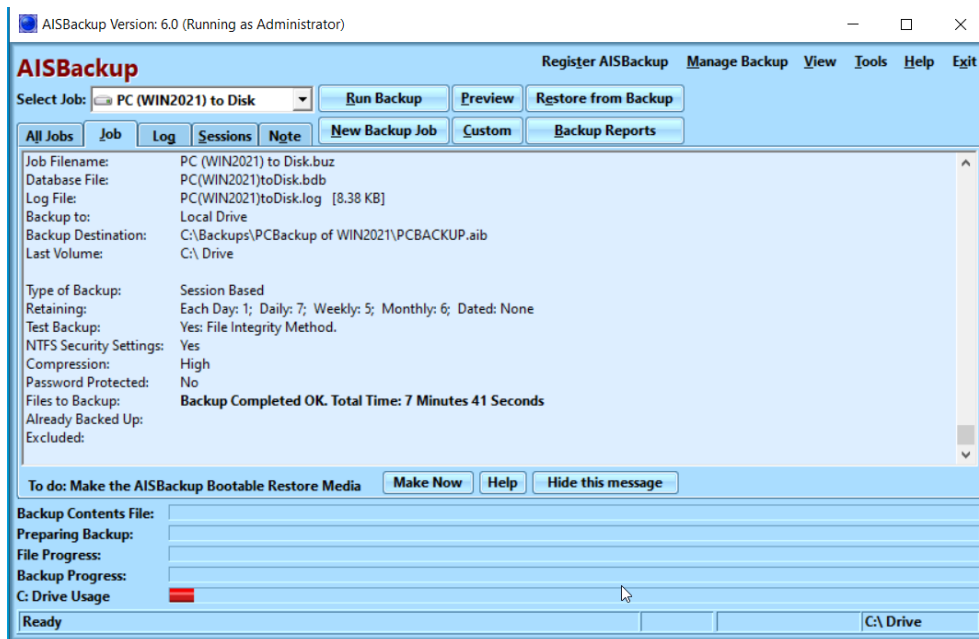 AISBackup Version: 6.0 (Running as Administrator)
AISBackup
Register AISBackup Manage Backup View Tools Help Exit
Select Job: PC (WIN2021) to Disk Run Backup Preview Restore from Backup
All Jobs Job Log Sessions Note New Backup Job Custom Backup Reports
Job Filename: PC (WIN2021) to Disk.buz
Database File: PC(WIN2021)toDisk.bdb
Log File: PC(WIN2021)toDisk.log [8.38 KB]
Backup to: Local Drive
Backup Destination: C:\Backups\PCBackup of WIN2021\PCBACKUP.aib
Last Volume: C:\ Drive
Type of Backup: Session Based
Retaining: Each Day: 1; Daily: 7; Weekly: 5; Monthly: 6; Dated: None
Test Backup: Yes: File Integrity Method.
NTFS Security Settings: Yes
Compression: High
Password Protected: No
Files to Backup: Backup Completed OK. Total Time: 7 Minutes 41 Seconds
Already Backed Up:
Excluded:
To do: Make the AISBackup Bootable Restore Media Make Now Help Hide this message
Backup Contents File:
Preparing Backup:
File Progress:
Backup Progress:
C: Drive Usage
Ready C:\ Drive